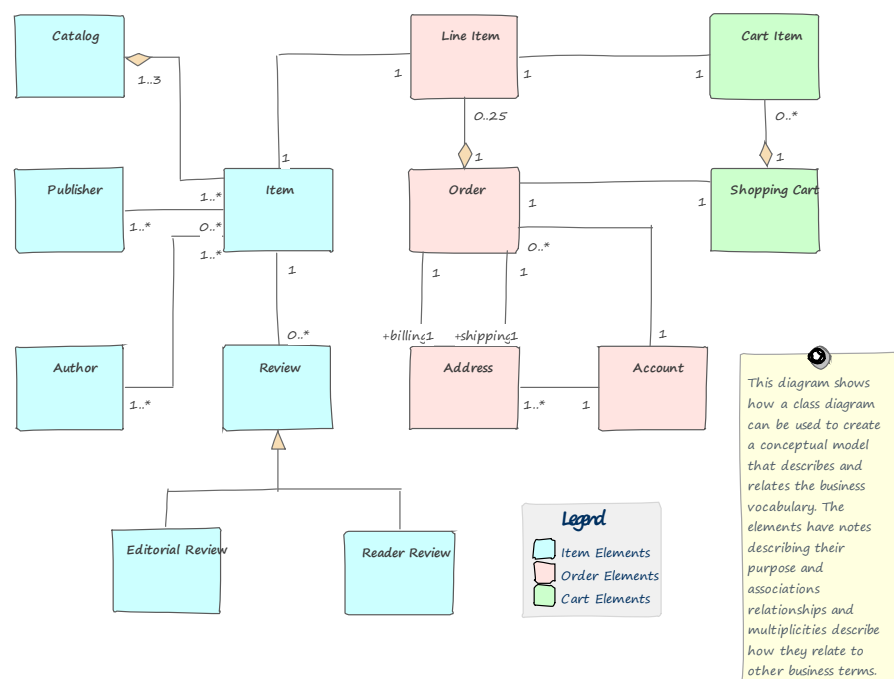 Catalog
Line Item
Cart Item
1..3
1
1
1
0..25
0..*
1
1
1
Publisher
Item
Order
Shopping Cart
1..*
1
1
1..*
0..*
1..*
0..*
1
1
1
0..*
+billing 1
+shipping 1
1
Author
Review
Address
Account
1..*
1..*
1
This diagram shows
how a class diagram
can be used to create
a conceptual model
that describes and
relates the business
vocabulary. The
elements have notes
describing their
purpose and
associations
relationships and
multiplicities describe
how they relate to
other business terms.
Editorial Review
Reader Review
Legend
Item Elements
Order Elements
Cart Elements